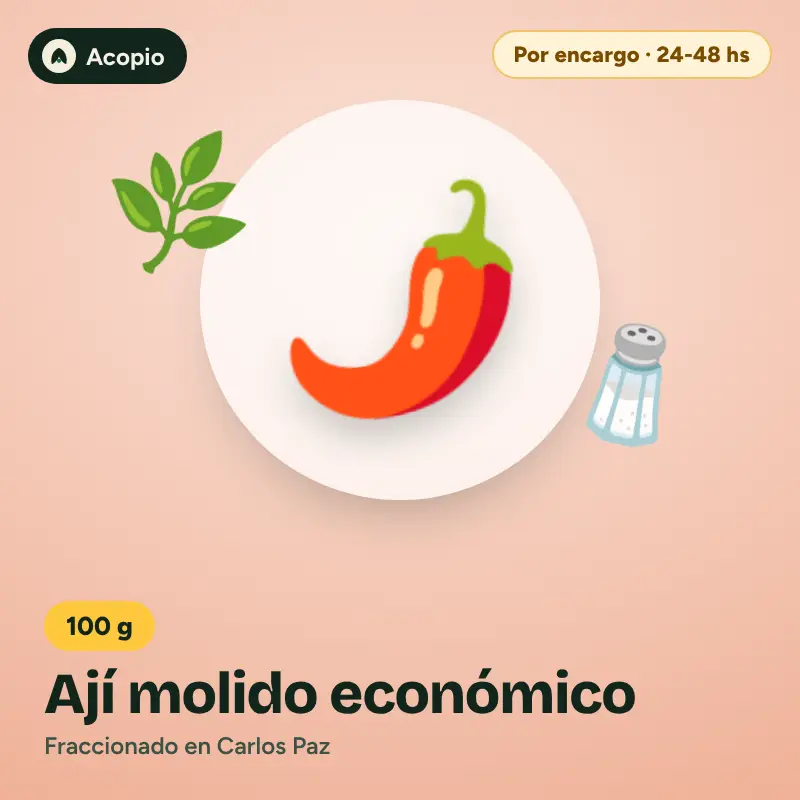 Acopio
Por encargo · 24-48 hs
100 g
Ají molido económico
Fraccionado en Carlos Paz